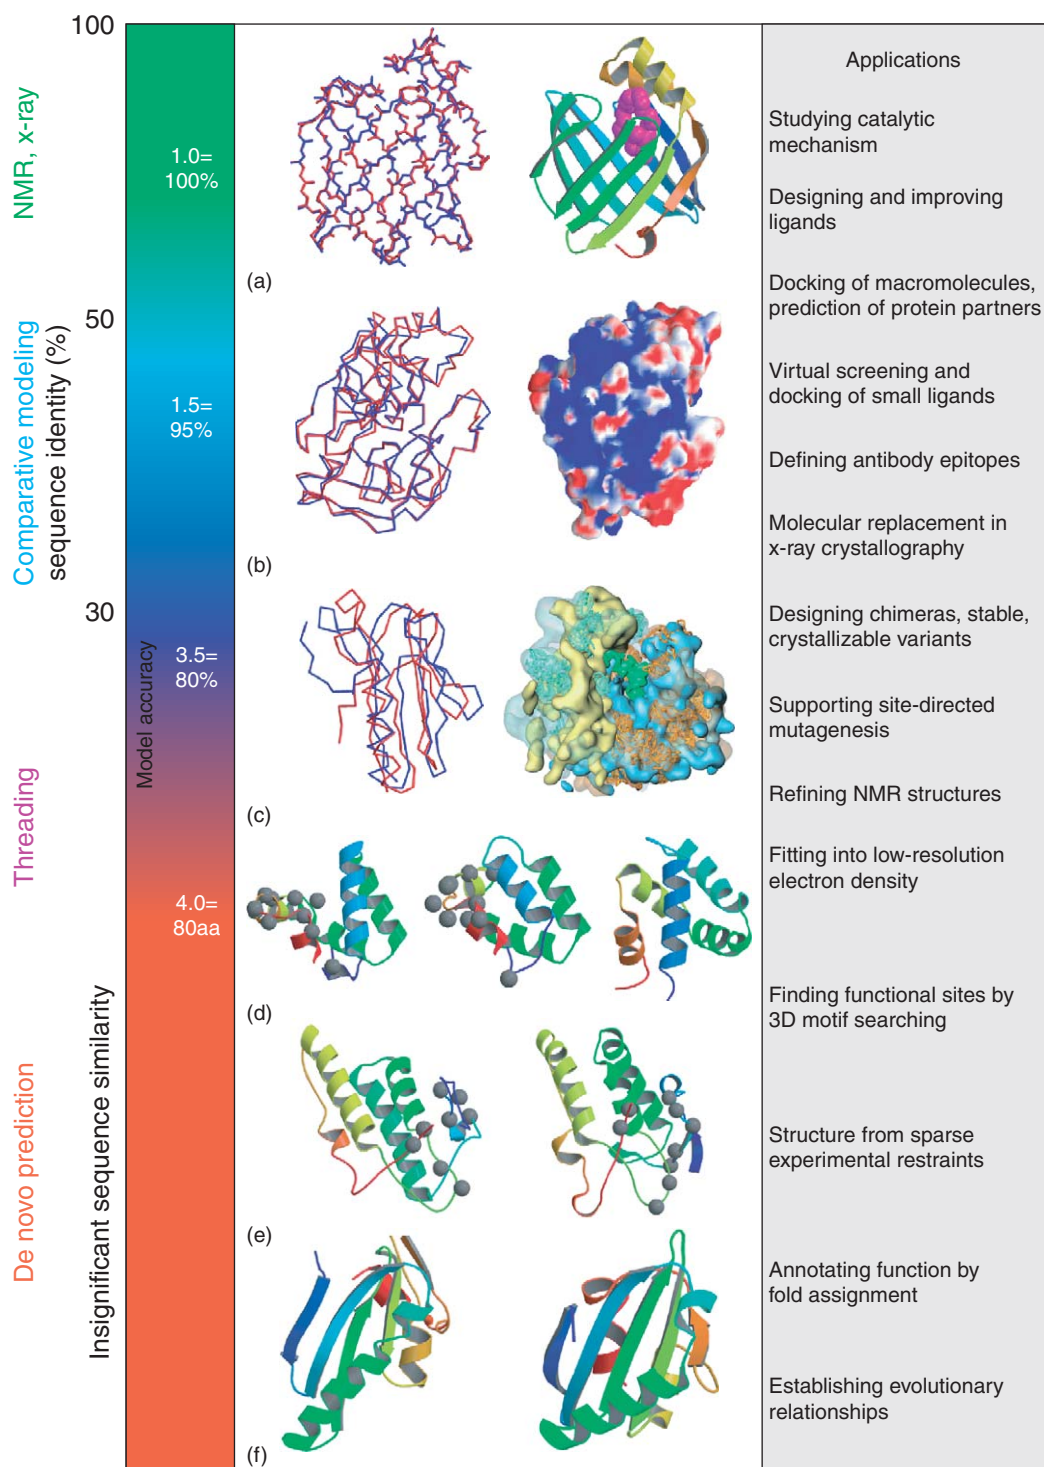 100
50
30
NMR, x-ray
Comparative modeling
sequence identity (%)
Threading
De novo prediction
Insignificant sequence similarity
Model accuracy
1.0=
100%
1.5=
95%
3.5=
80%
4.0=
80aa
(a)
(b)
(c)
(d)
(e)
(f)
Applications
Studying catalytic
mechanism
Designing and improving
ligands
Docking of macromolecules,
prediction of protein partners
Virtual screening and
docking of small ligands
Defining antibody epitopes
Molecular replacement in
x-ray crystallography
Designing chimeras, stable,
crystallizable variants
Supporting site-directed
mutagenesis
Refining NMR structures
Fitting into low-resolution
electron density
Finding functional sites by
3D motif searching
Structure from sparse
experimental restraints
Annotating function by
fold assignment
Establishing evolutionary
relationships